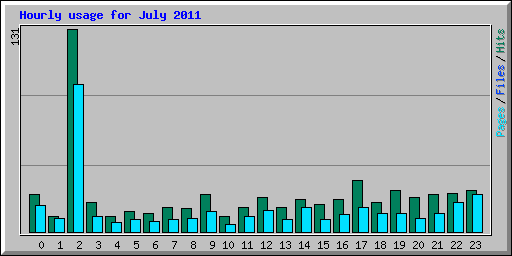 Hourly usage for July 2011
131
Pages / Files / Hits
0 1 2 3 4 5 6 7 8 9 10 11 12 13 14 15 16 17 18 19 20 21 22 23